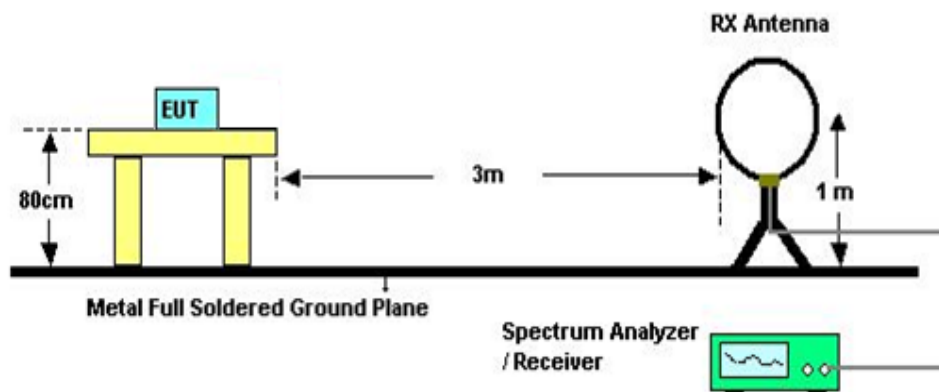 RX Antenna
EUT
80cm
3m
1 m
Metal Full Soldered Ground Plane
Spectrum Analyzer
/ Receiver